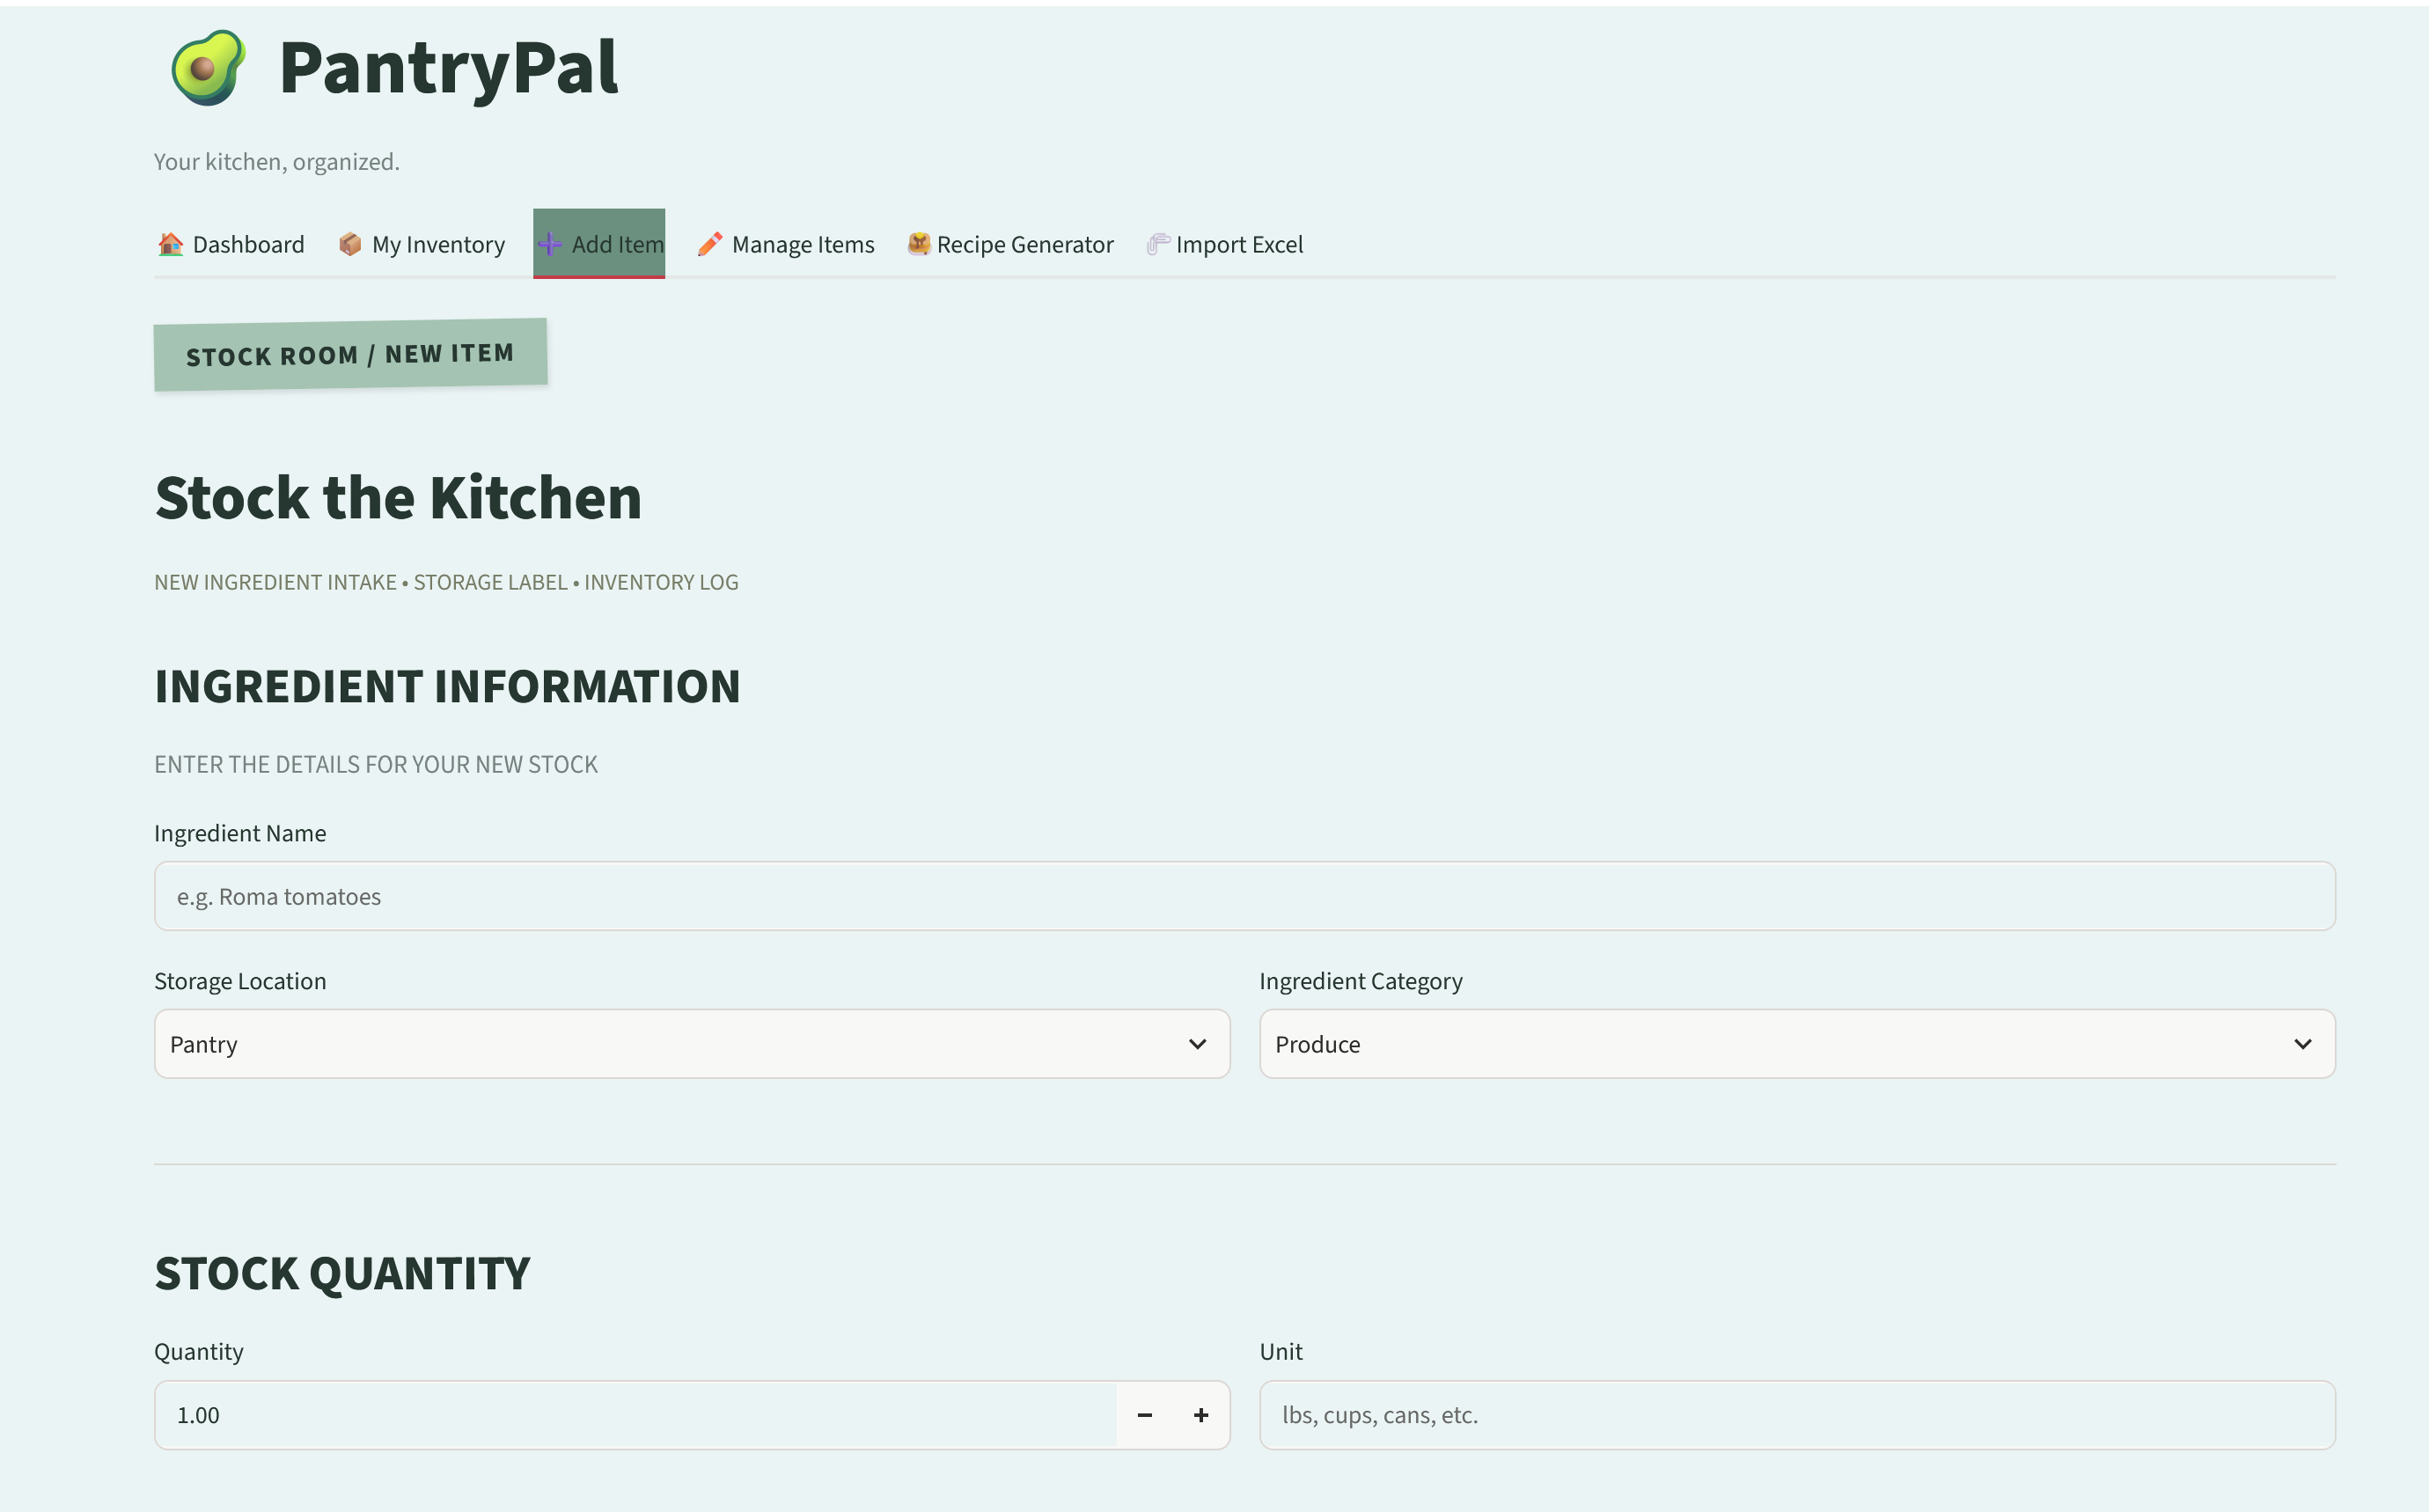 PantryPal
Your kitchen, organized.
Dashboard My Inventory Add Item Manage Items Recipe Generator Import Excel
STOCK ROOM / NEW ITEM
Stock the Kitchen
NEW INGREDIENT INTAKE • STORAGE LABEL • INVENTORY LOG
INGREDIENT INFORMATION
ENTER THE DETAILS FOR YOUR NEW STOCK
Ingredient Name
e.g. Roma tomatoes
Storage Location Ingredient Category
Pantry Produce
STOCK QUANTITY
Quantity Unit
1.00 − + lbs, cups, cans, etc.